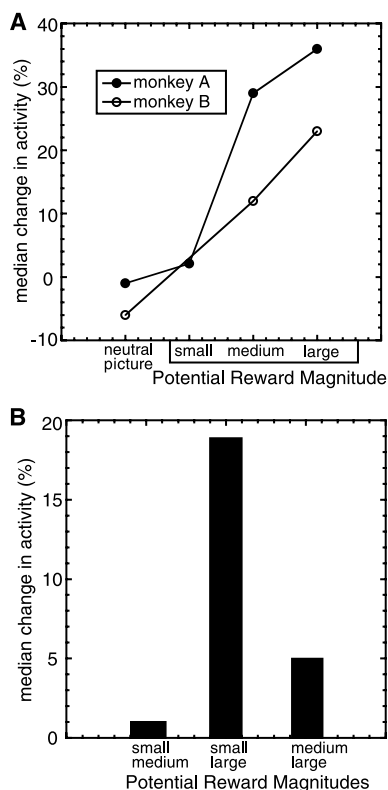 A
median change in activity (%)
40
30
20
10
0
-10
monkey A
monkey B
neutral picture
small
medium
large
Potential Reward Magnitude
B
median change in activity (%)
20
15
10
5
0
small medium
small large
medium large
Potential Reward Magnitudes